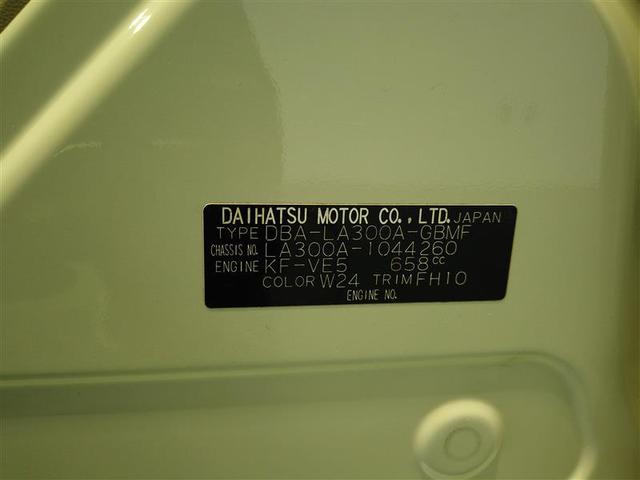 DAIHATSU MOTOR CO., LTD. JAPAN
TYPE DBA-LA300A-GBMF
CHASSIS NO. LA300A-1044260
ENGINE KF-VE5 658cc
COLOR W24 TRIM FH10
ENGINE NO.